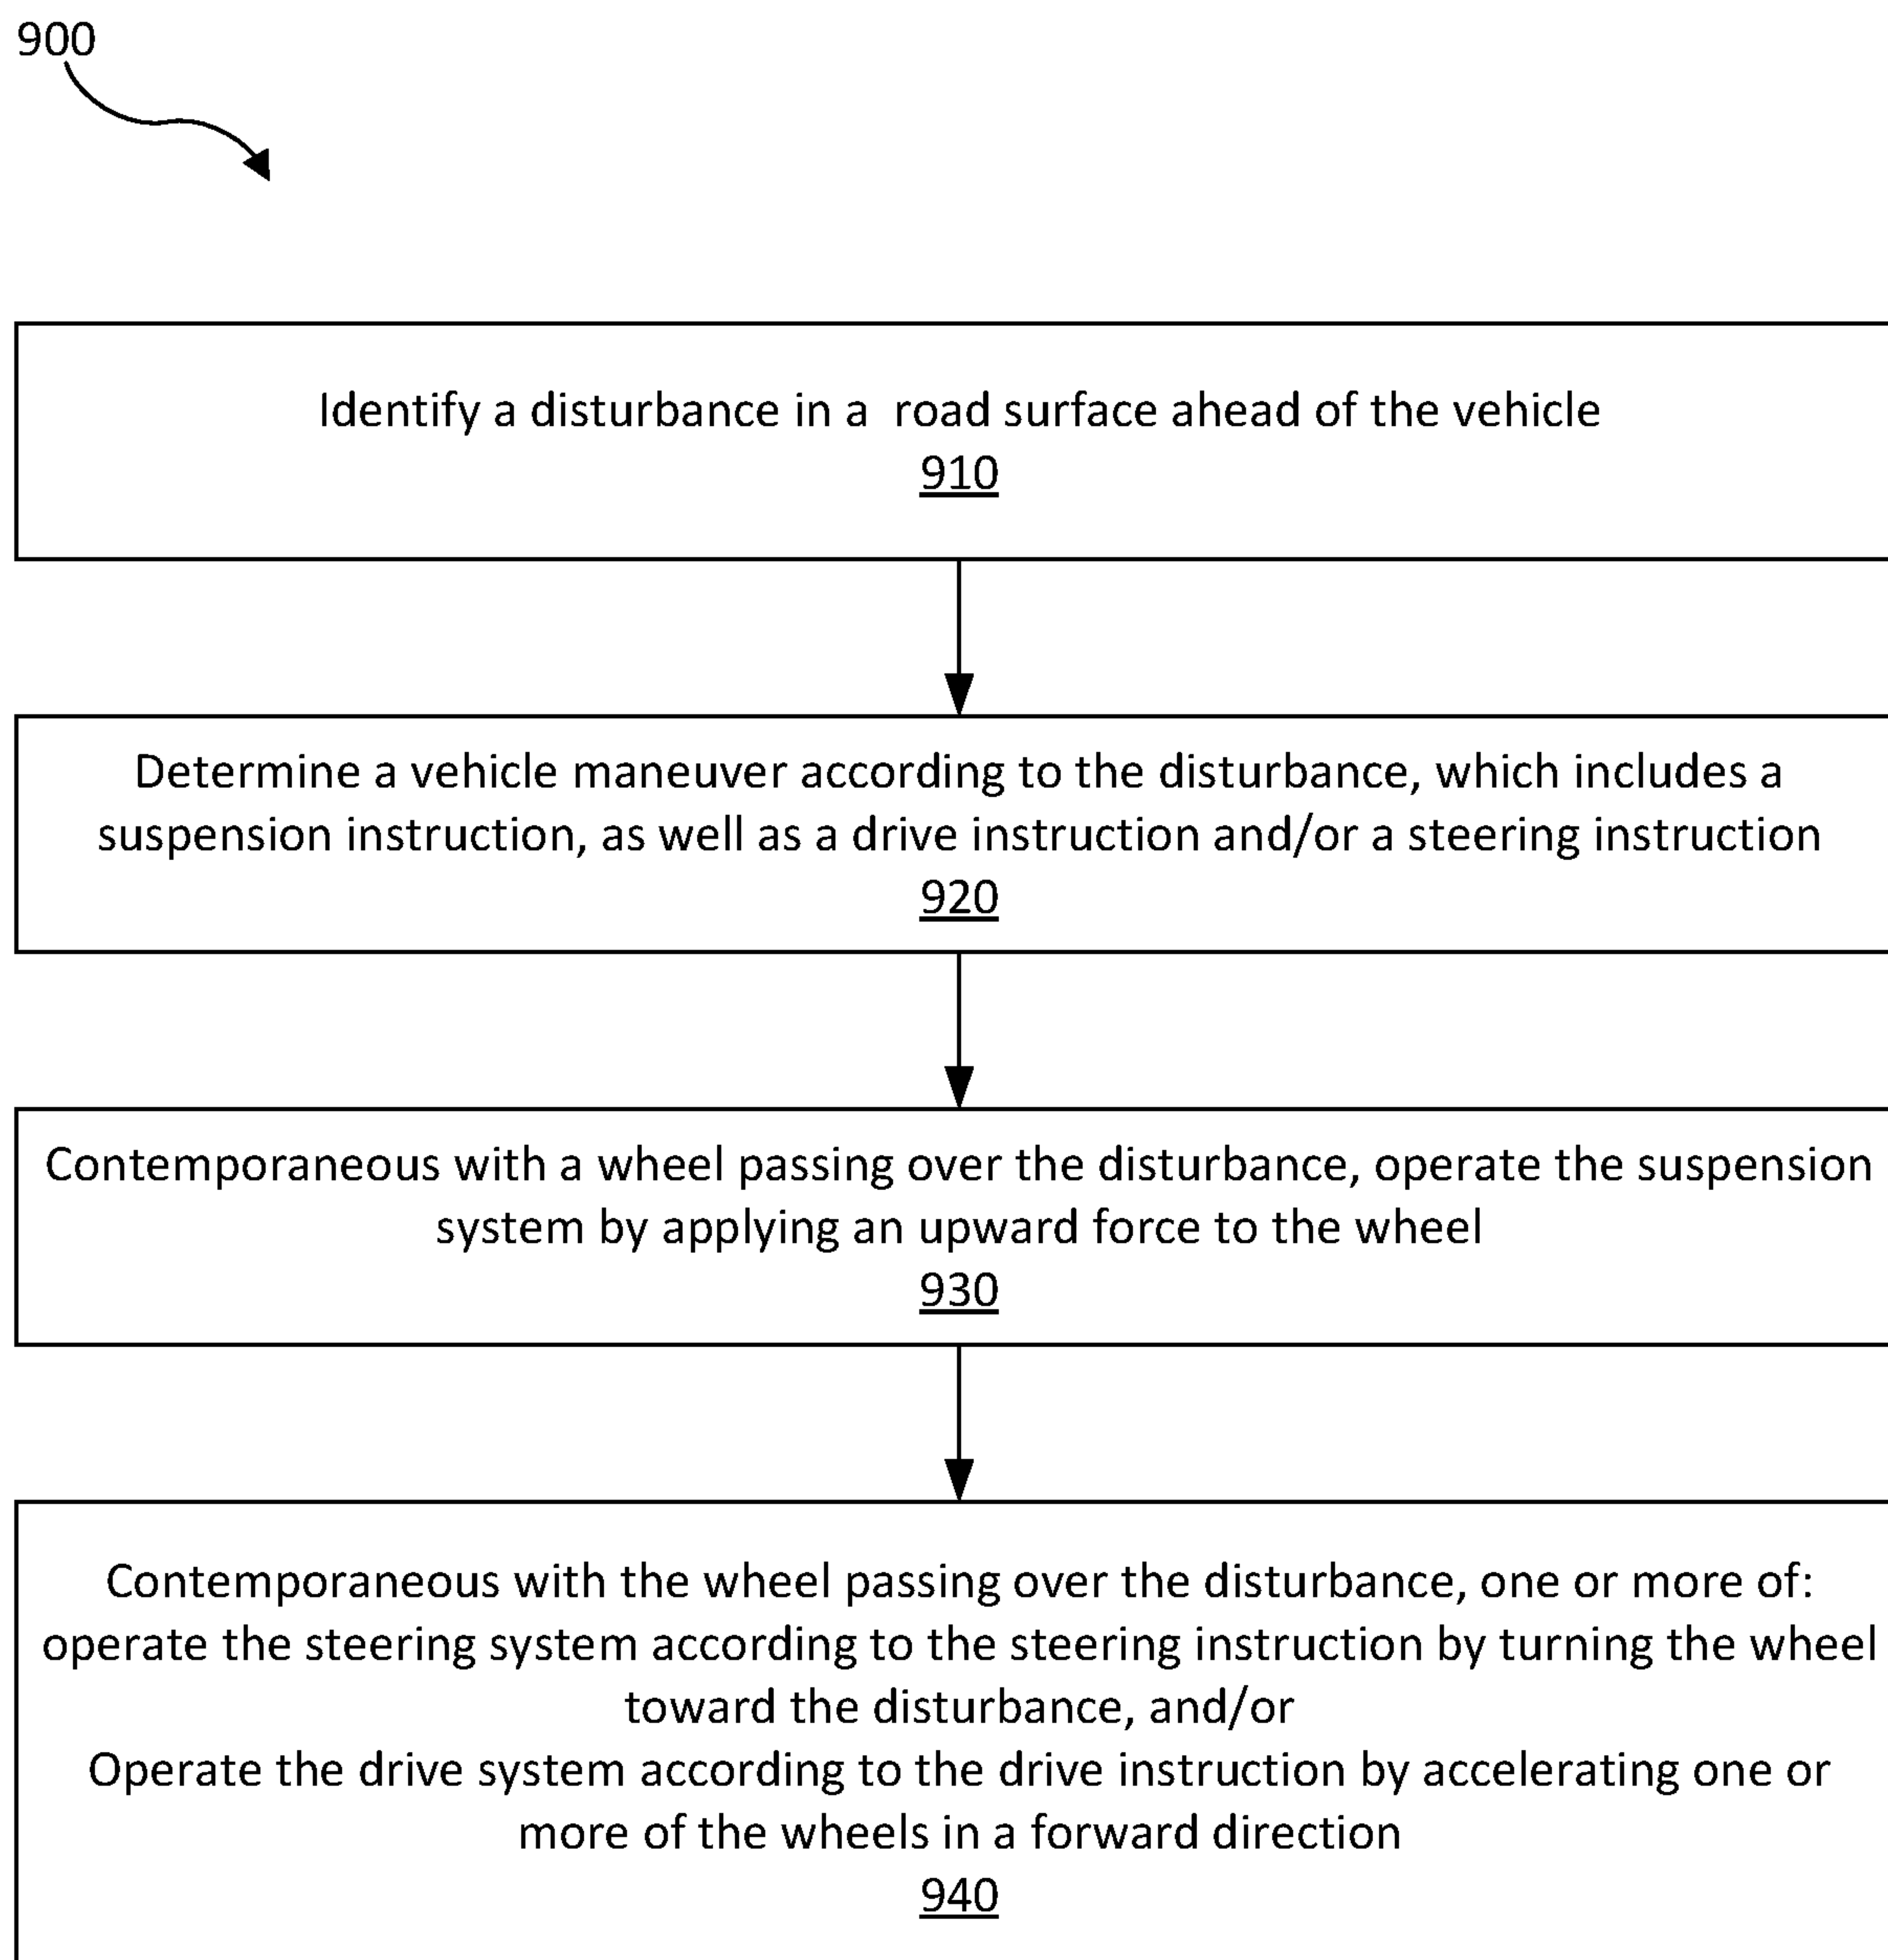 900
Identify a disturbance in a road surface ahead of the vehicle
910
Determine a vehicle maneuver according to the disturbance, which includes a
suspension instruction, as well as a drive instruction and/or a steering instruction
920
Contemporaneous with a wheel passing over the disturbance, operate the suspension
system by applying an upward force to the wheel
930
Contemporaneous with the wheel passing over the disturbance, one or more of:
operate the steering system according to the steering instruction by turning the wheel
toward the disturbance, and/or
Operate the drive system according to the drive instruction by accelerating one or
more of the wheels in a forward direction
940